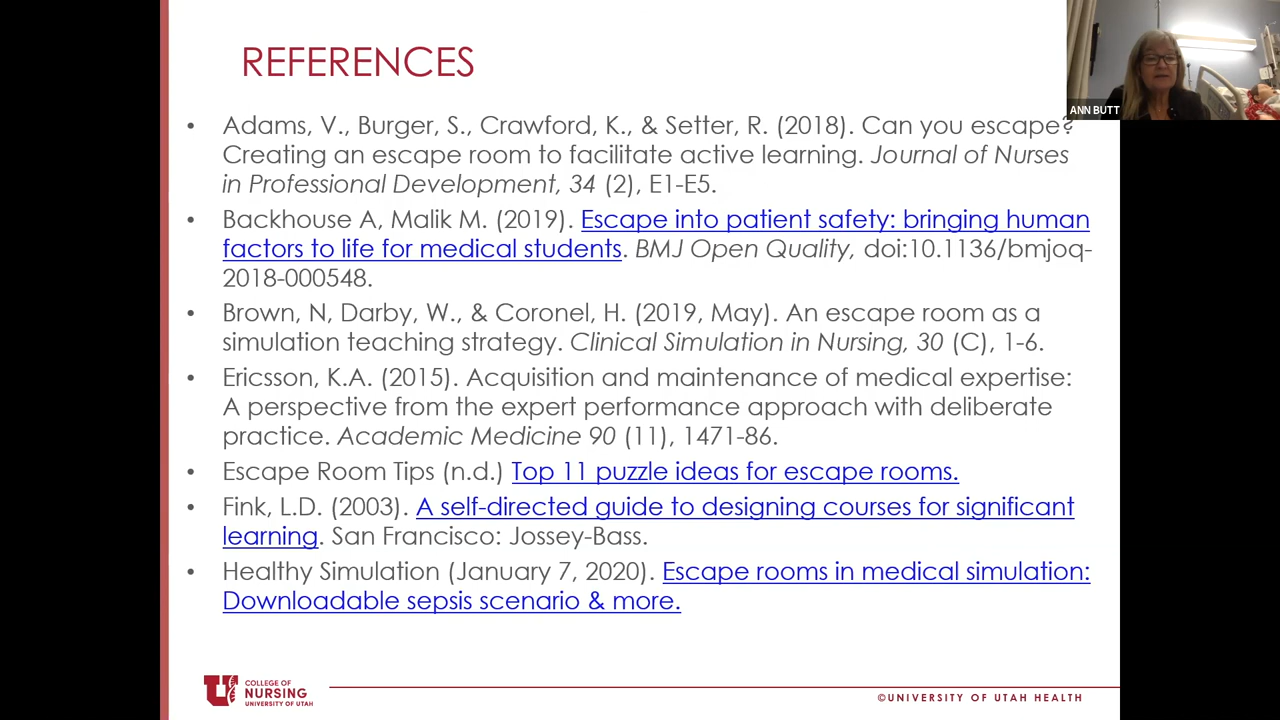 REFERENCES
ANN BUTT
• Adams, V., Burger, S., Crawford, K., & Setter, R. (2018). Can you escape?
Creating an escape room to facilitate active learning. Journal of Nurses
in Professional Development, 34 (2), E1-E5.
• Backhouse A, Malik M. (2019). Escape into patient safety: bringing human
factors to life for medical students. BMJ Open Quality, doi:10.1136/bmjoq-
2018-000548.
• Brown, N, Darby, W., & Coronel, H. (2019, May). An escape room as a
simulation teaching strategy. Clinical Simulation in Nursing, 30 (C), 1-6.
• Ericsson, K.A. (2015). Acquisition and maintenance of medical expertise:
A perspective from the expert performance approach with deliberate
practice. Academic Medicine 90 (11), 1471-86.
• Escape Room Tips (n.d.) Top 11 puzzle ideas for escape rooms.
• Fink, L.D. (2003). A self-directed guide to designing courses for significant
learning. San Francisco: Jossey-Bass.
• Healthy Simulation (January 7, 2020). Escape rooms in medical simulation:
Downloadable sepsis scenario & more.
COLLEGE OF
NURSING
UNIVERSITY OF UTAH
©UNIVERSITY OF UTAH HEALTH